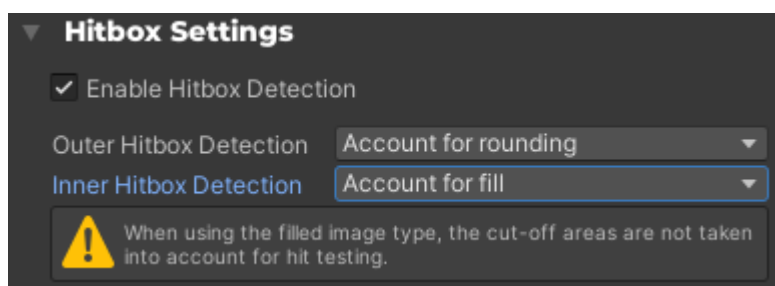 Hitbox Settings
Enable Hitbox Detection
Outer Hitbox Detection Account for rounding
Inner Hitbox Detection Account for fill
When using the filled image type, the cut-off areas are not taken
into account for hit testing.